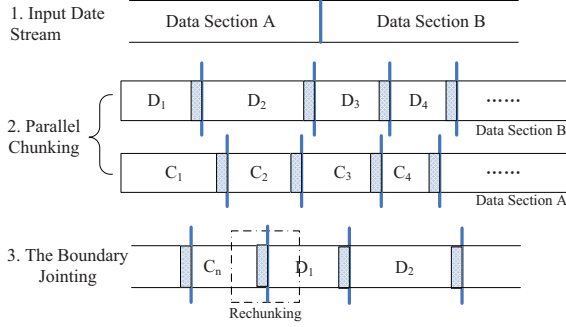 1. Input Date Stream
Data Section A
Data Section B
2. Parallel Chunking
D1
D2
D3
D4
……
Data Section B
C1
C2
C3
C4
……
Data Section A
3. The Boundary Jointing
Cn
D1
D2
Rechunking